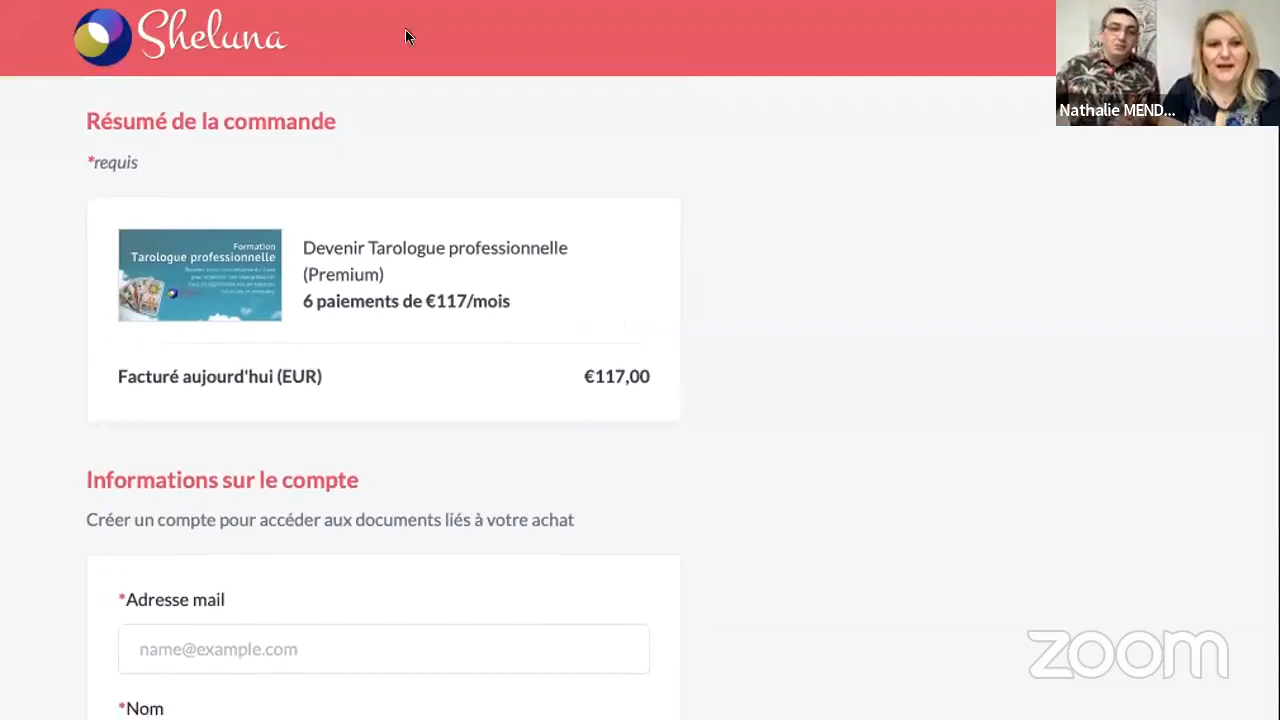 Sheluna
Nathalie MEND...
Résumé de la commande
*requis
Formation
Tarologue professionnelle
Devenir Tarologue professionnelle
(Premium)
6 paiements de €117/mois
Facturé aujourd'hui (EUR)
€117,00
Informations sur le compte
Créer un compte pour accéder aux documents liés à votre achat
*Adresse mail
name@example.com
*Nom
zoom